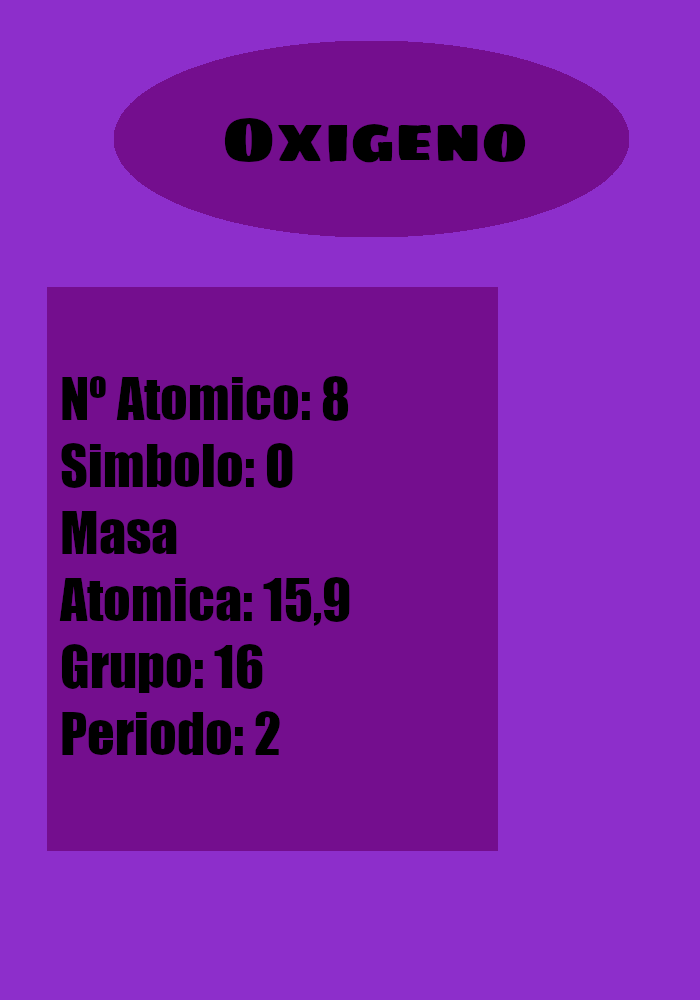 Oxigeno
Nº Atomico: 8
Simbolo: O
Masa
Atomica: 15,9
Grupo: 16
Periodo: 2